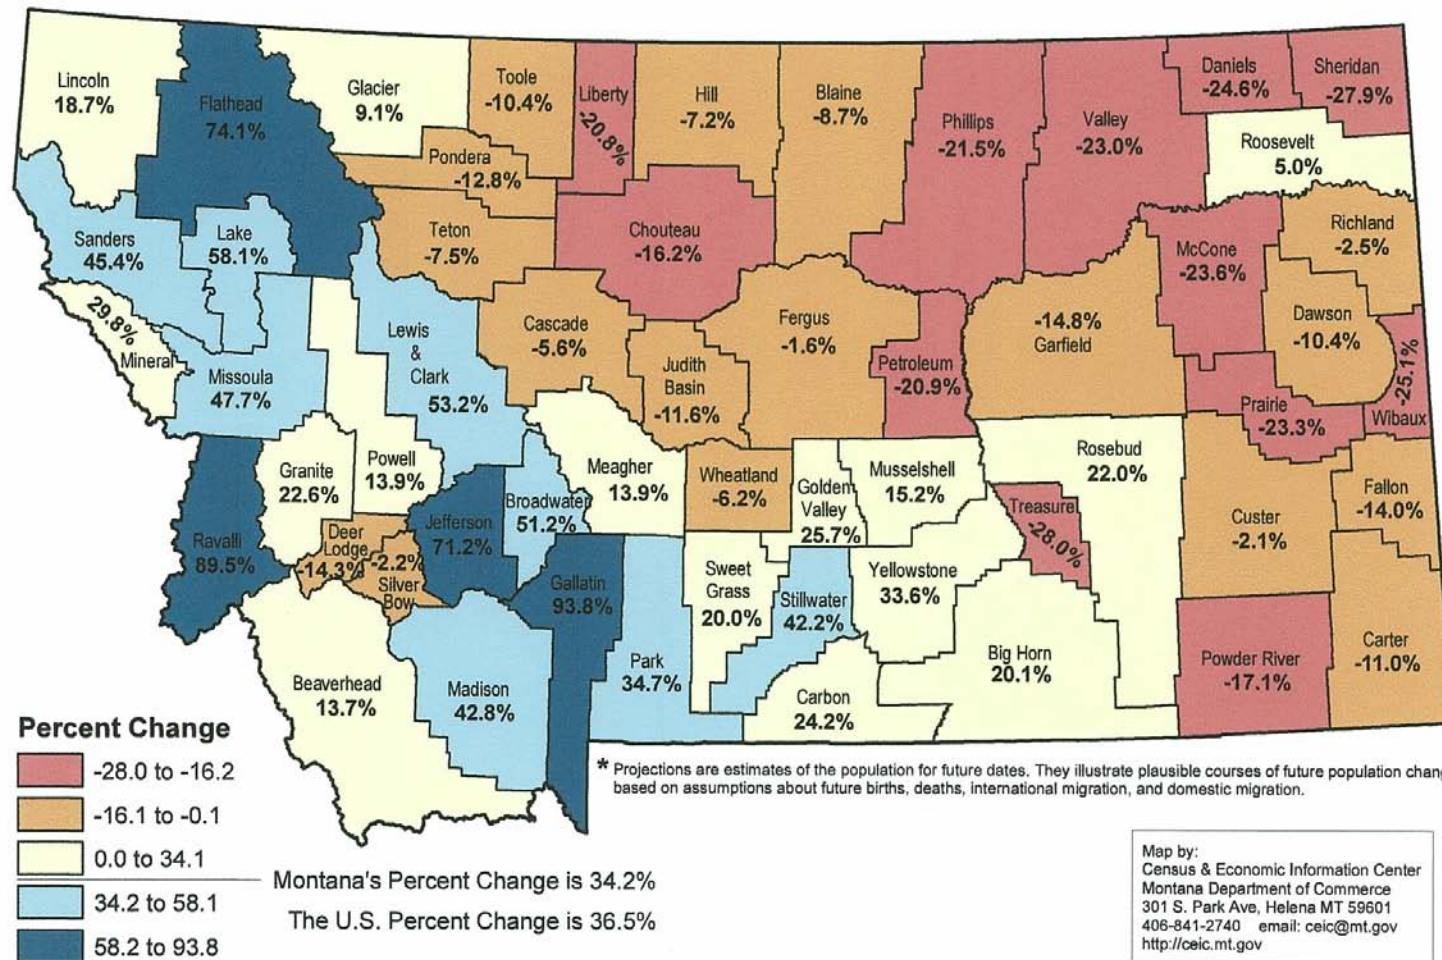 Lincoln
18.7%
Flathead
74.1%
Glacier
9.1%
Toole
-10.4%
Liberty
-20.8%
Hill
-7.2%
Blaine
-8.7%
Phillips
-21.5%
Valley
-23.0%
Daniels
-24.6%
Sheridan
-27.9%
Roosevelt
5.0%
Pondera
-12.8%
Sanders
45.4%
Lake
58.1%
Teton
-7.5%
Chouteau
-16.2%
McCone
-23.6%
Richland
-2.5%
29.8%
Mineral
Missoula
47.7%
Lewis
&
Clark
53.2%
Cascade
-5.6%
Judith
Basin
-11.6%
Fergus
-1.6%
Petroleum
-20.9%
-14.8%
Garfield
Dawson
-10.4%
Prairie
-23.3%
-25.1%
Wibaux
Granite
22.6%
Powell
13.9%
Meagher
13.9%
Wheatland
-6.2%
Golden
Valley
25.7%
Musselshell
15.2%
Rosebud
22.0%
Treasure
-28.0%
Custer
-2.1%
Fallon
-14.0%
Ravalli
89.5%
Deer
Lodge
-14.3%
-2.2%
Silver
Bow
Jefferson
71.2%
Broadwater
51.2%
Gallatin
93.8%
Sweet
Grass
20.0%
Stillwater
42.2%
Yellowstone
33.6%
Beaverhead
13.7%
Madison
42.8%
Park
34.7%
Carbon
24.2%
Big Horn
20.1%
Powder River
-17.1%
Carter
-11.0%
Percent Change
-28.0 to -16.2
-16.1 to -0.1
0.0 to 34.1
34.2 to 58.1
58.2 to 93.8
Montana's Percent Change is 34.2%
The U.S. Percent Change is 36.5%
* Projections are estimates of the population for future dates. They illustrate plausible courses of future population chan
based on assumptions about future births, deaths, international migration, and domestic migration.
Map by:
Census & Economic Information Center
Montana Department of Commerce
301 S. Park Ave, Helena MT 59601
406-841-2740 email: ceic@mt.gov
http://ceic.mt.gov